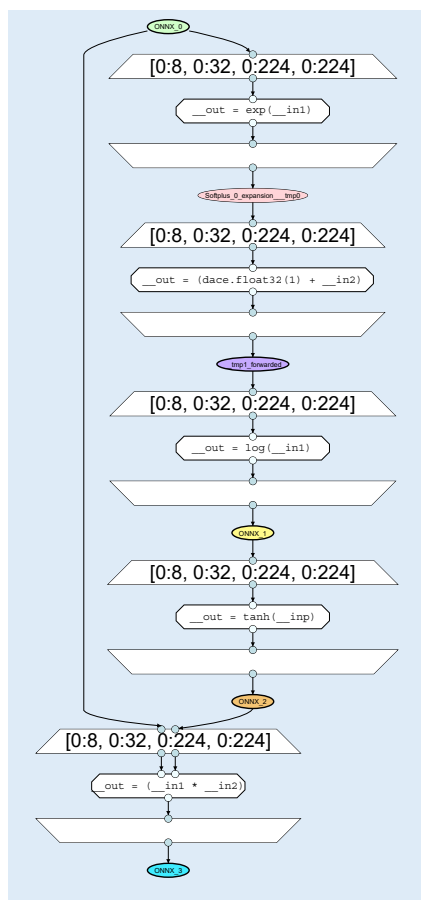 ONNX_0
[0:8, 0:32, 0:224, 0:224]
__out = exp(__in1)
Softplus_0_expansion___tmp0
[0:8, 0:32, 0:224, 0:224]
__out = (dace.float32(1) + __in2)
tmp1_forwarded
[0:8, 0:32, 0:224, 0:224]
__out = log(__in1)
ONNX_1
[0:8, 0:32, 0:224, 0:224]
__out = tanh(__inp)
ONNX_2
[0:8, 0:32, 0:224, 0:224]
__out = (__in1 * __in2)
ONNX_3